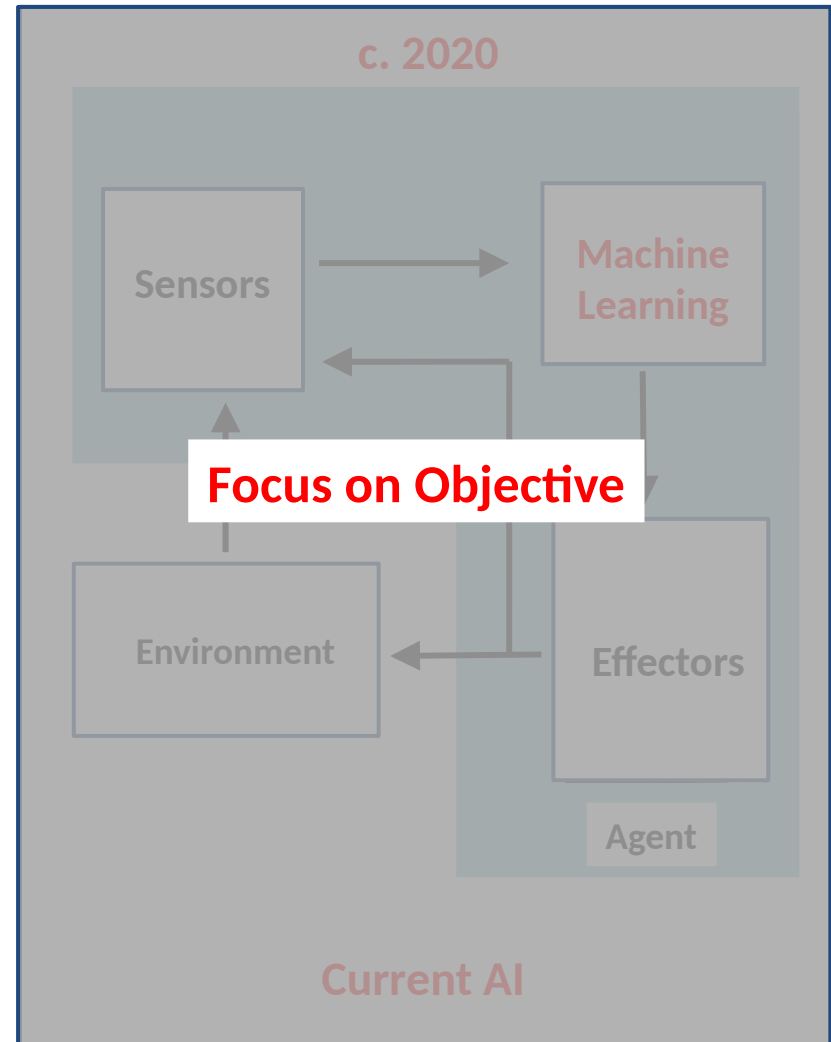 c. 2020
Sensors
Machine
Learning
Focus on Objective
Environment
Effectors
Agent
Current AI